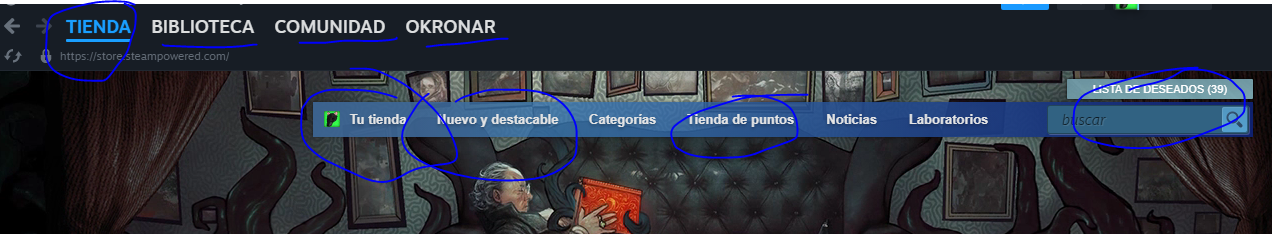 TIENDA BIBLIOTECA COMUNIDAD OKRONAR
https://store.steampowered.com/
LISTA DE DESEADOS (39)
Tu tienda Nuevo y destacable Categorías Tienda de puntos Noticias Laboratorios buscar